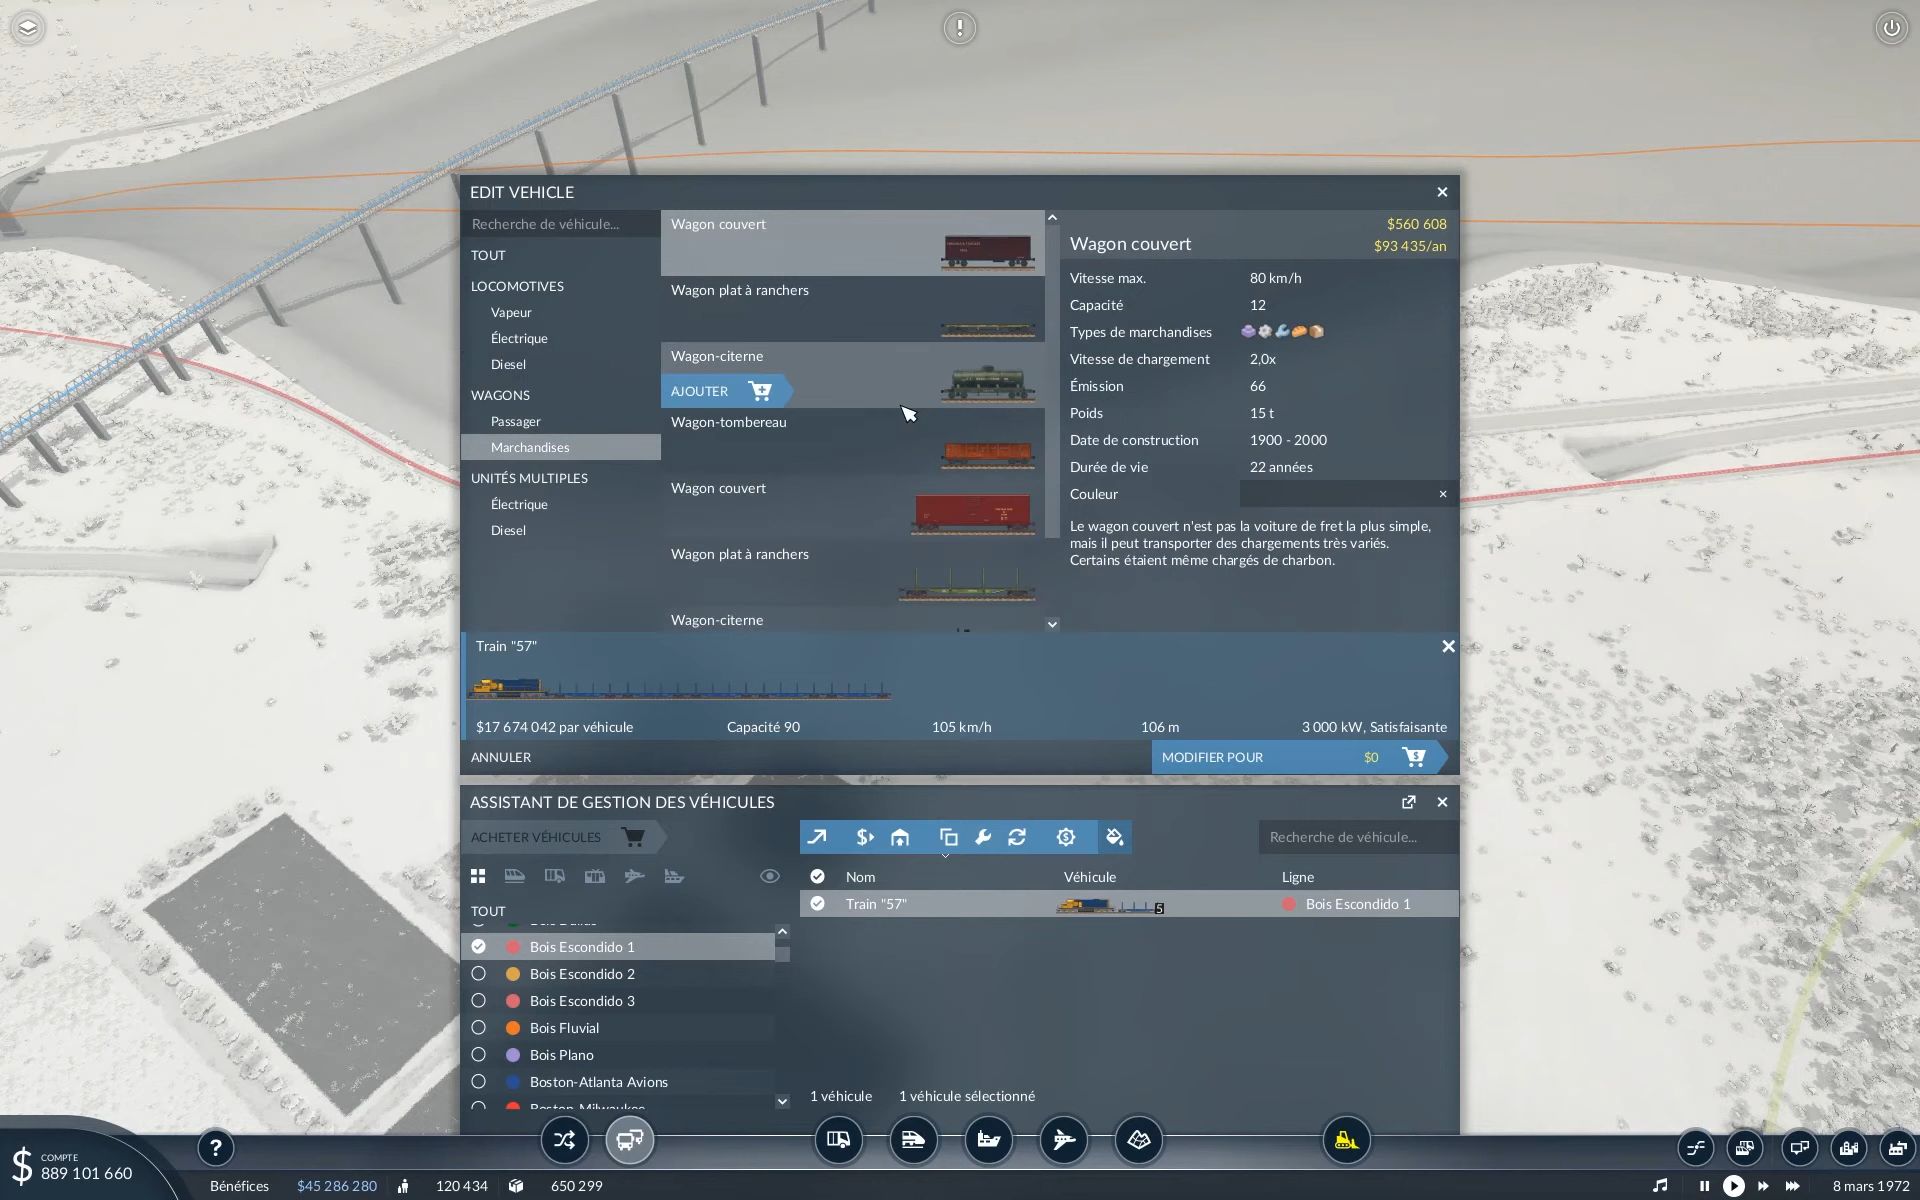 EDIT VEHICLE
Recherche de véhicule...
TOUT
LOCOMOTIVES
Vapeur
Électrique
Diesel
WAGONS
Passager
Marchandises
UNITÉS MULTIPLES
Électrique
Diesel
Wagon couvert
Wagon plat à ranchers
Wagon-citerne
AJOUTER
Wagon-tombereau
Wagon couvert
Wagon plat à ranchers
Wagon-citerne
$560 608
Wagon couvert
$93 435/an
Vitesse max. 80 km/h
Capacité 12
Types de marchandises
Vitesse de chargement 2,0x
Émission 66
Poids 15 t
Date de construction 1900 - 2000
Durée de vie 22 années
Couleur
Le wagon couvert n'est pas la voiture de fret la plus simple,
mais il peut transporter des chargements très variés.
Certains étaient même chargés de charbon.
Train "57"
$17 674 042 par véhicule Capacité 90 105 km/h 106 m 3 000 kW, Satisfaisante
ANNULER
MODIFIER POUR $0
ASSISTANT DE GESTION DES VÉHICULES
ACHETER VÉHICULES
Recherche de véhicule...
TOUT
Bois Escondido 1
Bois Escondido 2
Bois Escondido 3
Bois Fluvial
Bois Plano
Boston-Atlanta Avions
Boston-Milwaukee
Nom Véhicule Ligne
Train "57" 5 Bois Escondido 1
1 véhicule 1 véhicule sélectionné
COMPTE
889 101 660
Bénéfices $45 286 280 120 434 650 299
8 mars 1972